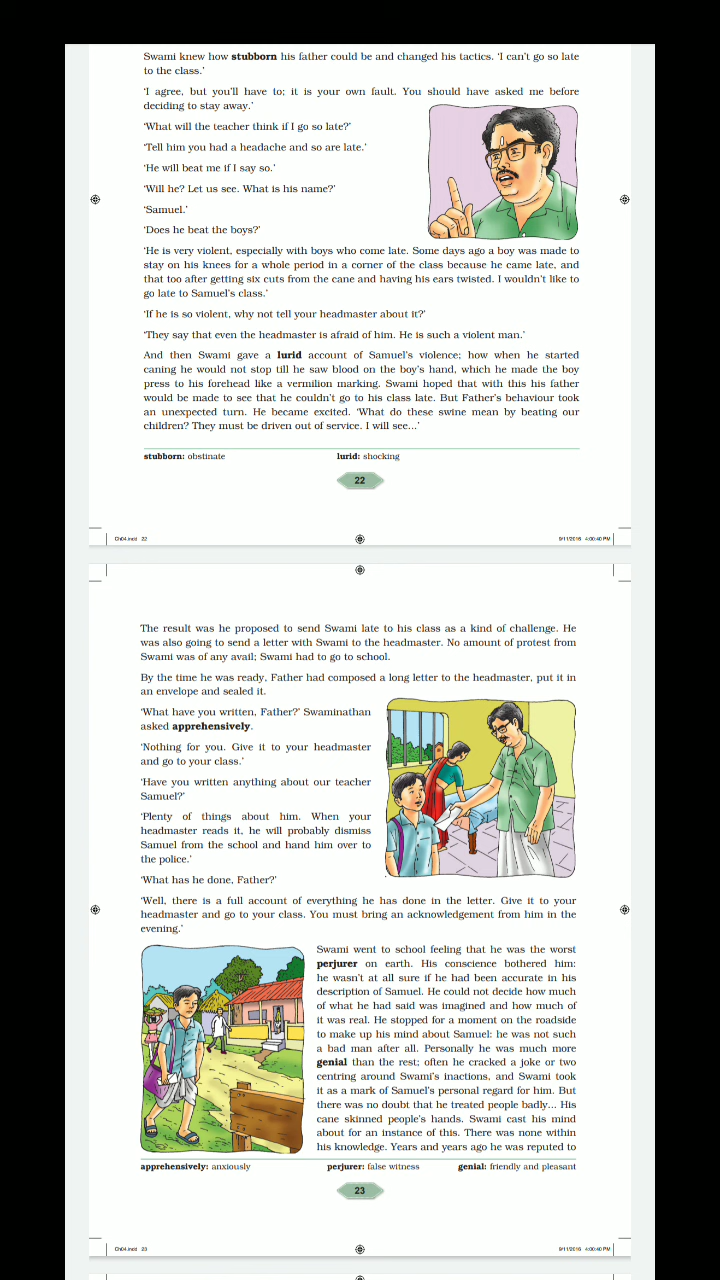 Swami knew how stubborn his father could be and changed his tactics. ‘I can’t go so late
to the class.’
‘I agree, but you’ll have to; it is your own fault. You should have asked me before
deciding to stay away.’
‘What will the teacher think if I go so late?’
‘Tell him you had a headache and so are late.’
‘He will beat me if I say so.’
‘Will he? Let us see. What is his name?’
‘Samuel.’
‘Does he beat the boys?’
‘He is very violent, especially with boys who come late. Some days ago a boy was made to
stay on his knees for a whole period in a corner of the class because he came late, and
that too after getting six cuts from the cane and having his ears twisted. I wouldn’t like to
go late to Samuel’s class.’
‘If he is so violent, why not tell your headmaster about it?’
‘They say that even the headmaster is afraid of him. He is such a violent man.’
And then Swami gave a lurid account of Samuel’s violence; how when he started
caning he would not stop till he saw blood on the boy’s hand, which he made the boy
press to his forehead like a vermilion marking. Swami hoped that with this his father
would be made to see that he couldn’t go to his class late. But Father’s behaviour took
an unexpected turn. He became excited. ‘What do these swine mean by beating our
children? They must be driven out of service. I will see...’
stubborn: obstinate lurid: shocking
22
Ch04.indd 22 9/11/2016 4:00:40 PM
The result was he proposed to send Swami late to his class as a kind of challenge. He
was also going to send a letter with Swami to the headmaster. No amount of protest from
Swami was of any avail; Swami had to go to school.
By the time he was ready, Father had composed a long letter to the headmaster, put it in
an envelope and sealed it.
‘What have you written, Father?’ Swaminathan
asked apprehensively.
‘Nothing for you. Give it to your headmaster
and go to your class.’
‘Have you written anything about our teacher
Samuel?’
‘Plenty of things about him. When your
headmaster reads it, he will probably dismiss
Samuel from the school and hand him over to
the police.’
‘What has he done, Father?’
‘Well, there is a full account of everything he has done in the letter. Give it to your
headmaster and go to your class. You must bring an acknowledgement from him in the
evening.’
Swami went to school feeling that he was the worst
perjurer on earth. His conscience bothered him:
he wasn’t at all sure if he had been accurate in his
description of Samuel. He could not decide how much
of what he had said was imagined and how much of
it was real. He stopped for a moment on the roadside
to make up his mind about Samuel: he was not such
a bad man after all. Personally he was much more
genial than the rest; often he cracked a joke or two
centring around Swami’s inactions, and Swami took
it as a mark of Samuel’s personal regard for him. But
there was no doubt that he treated people badly... His
cane skinned people’s hands. Swami cast his mind
about for an instance of this. There was none within
his knowledge. Years and years ago he was reputed to
apprehensively: anxiously perjurer: false witness genial: friendly and pleasant
23
Ch04.indd 23 9/11/2016 4:00:40 PM